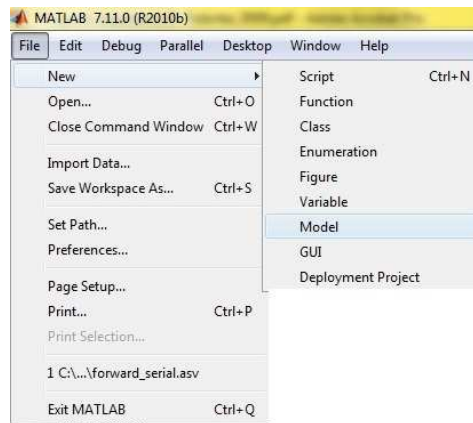 MATLAB 7.11.0 (R2010b)
File Edit Debug Parallel Desktop Window Help
New
Open... Ctrl+O
Close Command Window Ctrl+W
Import Data...
Save Workspace As... Ctrl+S
Set Path...
Preferences...
Page Setup...
Print... Ctrl+P
Print Selection...
1 C:\...\forward_serial.asv
Exit MATLAB Ctrl+Q
Script Ctrl+N
Function
Class
Enumeration
Figure
Variable
Model
GUI
Deployment Project